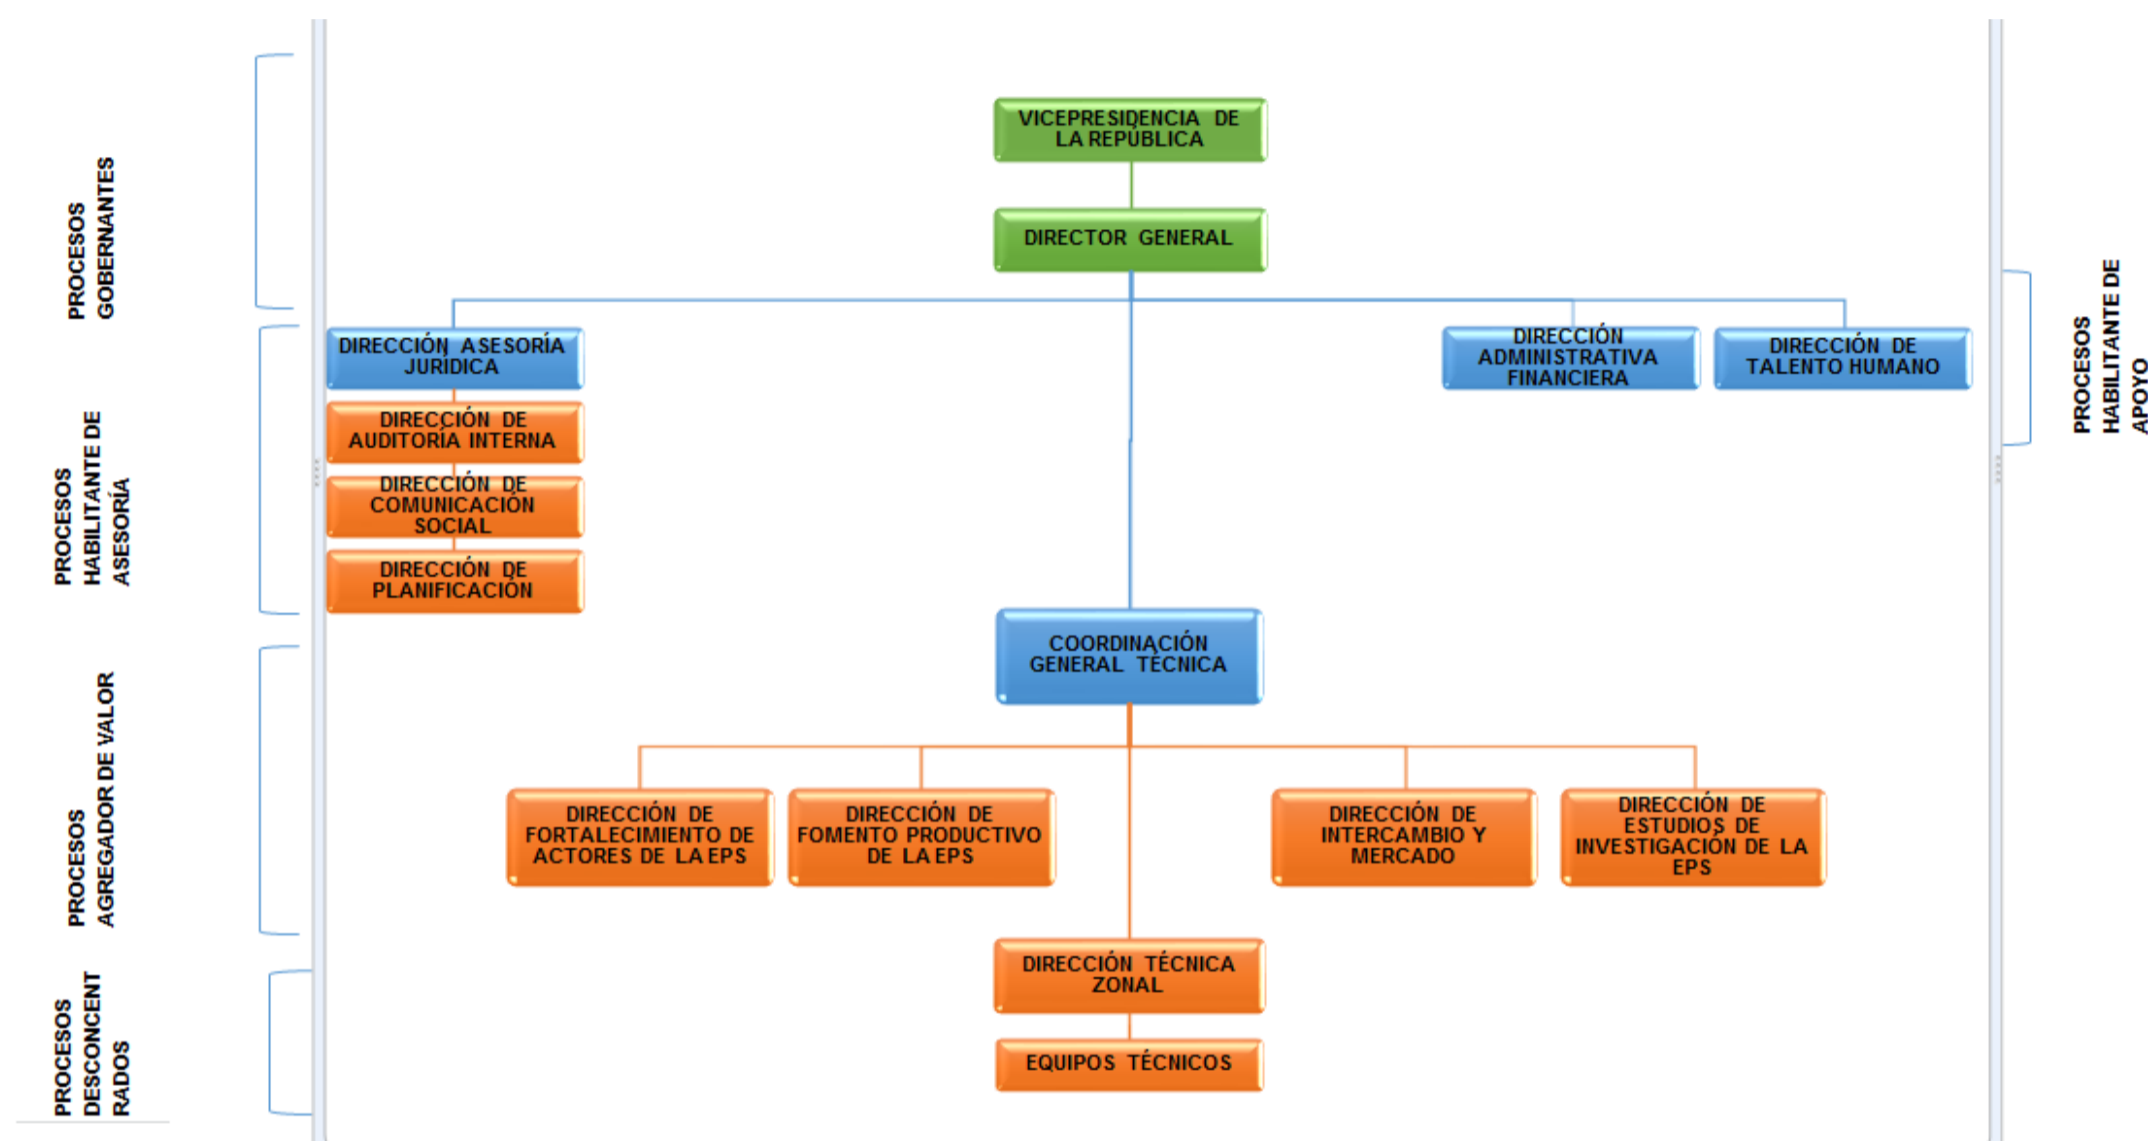 VICEPRESIDENCIA DE
LA REPÚBLICA
DIRECTOR GENERAL
PROCESOS
GOBERNANTES
DIRECCIÓN ASESORÍA
JURÍDICA
DIRECCIÓN
ADMINISTRATIVA
FINANCIERA
DIRECCIÓN DE
TALENTO HUMANO
PROCESOS
HABILITANTE DE
APOYO
DIRECCIÓN DE
AUDITORÍA INTERNA
DIRECCIÓN DE
COMUNICACIÓN
SOCIAL
DIRECCIÓN DE
PLANIFICACIÓN
PROCESOS
HABILITANTE DE
ASESORÍA
COORDINACIÓN
GENERAL TÉCNICA
PROCESOS
AGREGADOR DE VALOR
DIRECCIÓN DE
FORTALECIMIENTO DE
ACTORES DE LA EPS
DIRECCIÓN DE
FOMENTO PRODUCTIVO
DE LA EPS
DIRECCIÓN DE
INTERCAMBIO Y
MERCADO
DIRECCIÓN DE
ESTUDIOS DE
INVESTIGACIÓN DE LA
EPS
DIRECCIÓN TÉCNICA
ZONAL
EQUIPOS TÉCNICOS
PROCESOS
DESCONCENT
RADOS